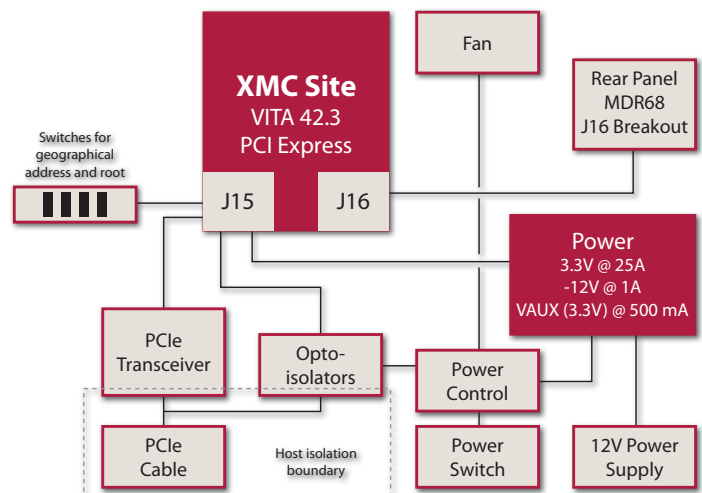 XMC Site
VITA 42.3
PCI Express
J15
J16
Fan
Rear Panel
MDR68
J16 Breakout
Switches for
geographical
address and root
Power
3.3V @ 25A
-12V @ 1A
VAUX (3.3V) @ 500 mA
PCIe
Transceiver
Opto-
isolators
Power
Control
PCIe
Cable
Host isolation
boundary
Power
Switch
12V Power
Supply